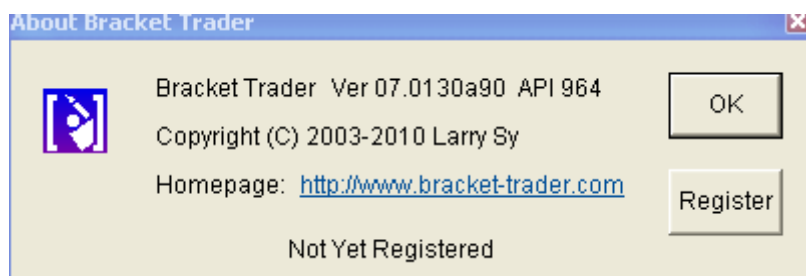 About Bracket Trader
Bracket Trader Ver 07.0130a90 API 964
OK
Copyright (C) 2003-2010 Larry Sy
Homepage: http://www.bracket-trader.com
Register
Not Yet Registered